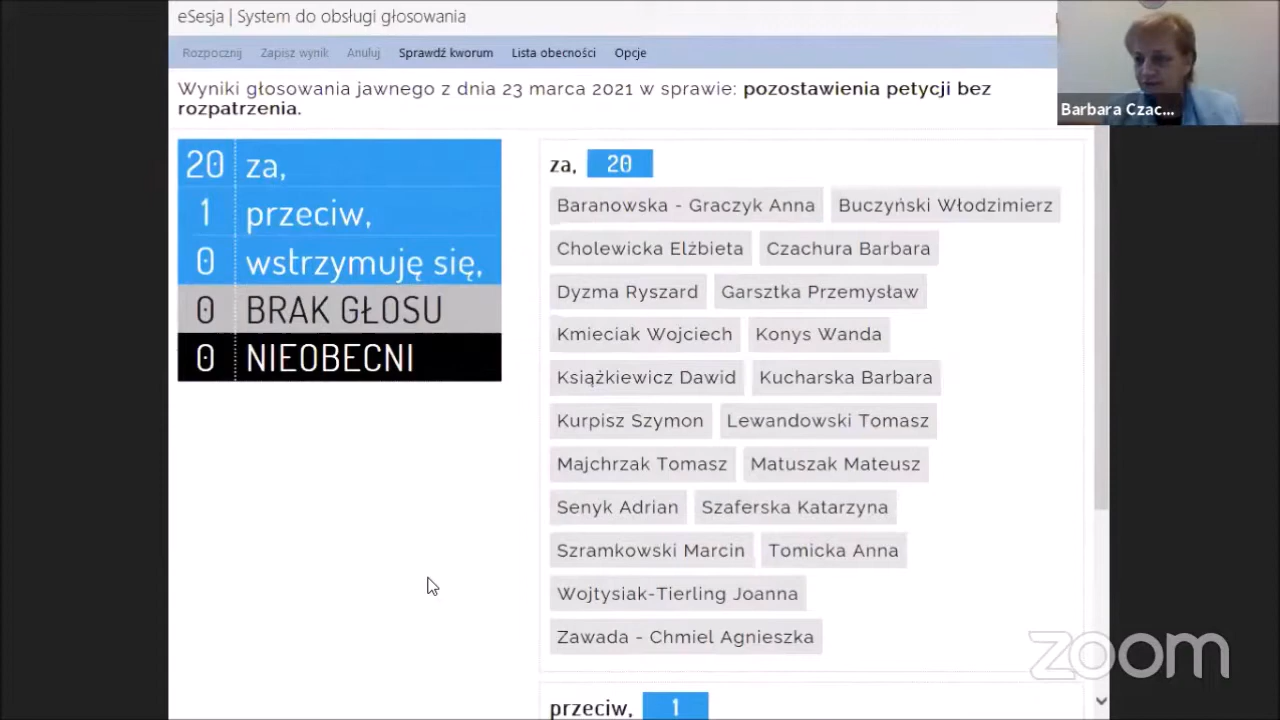 eSesja | System do obsługi głosowania
Rozpocznij Zapisz wynik Anuluj Sprawdź kworum Lista obecności Opcje
Wyniki głosowania jawnego z dnia 23 marca 2021 w sprawie: pozostawienia petycji bez
rozpatrzenia.
Barbara Czac...
20 za,
1 przeciw,
0 wstrzymuję się,
0 BRAK GŁOSU
0 NIEOBECNI
za, 20
Baranowska - Graczyk Anna Buczyński Włodzimierz
Cholewicka Elżbieta Czachura Barbara
Dyzma Ryszard Garsztka Przemysław
Kmieciak Wojciech Konys Wanda
Książkiewicz Dawid Kucharska Barbara
Kurpisz Szymon Lewandowski Tomasz
Majchrzak Tomasz Matuszak Mateusz
Senyk Adrian Szaferska Katarzyna
Szramkowski Marcin Tomicka Anna
Wojtysiak-Tierling Joanna
Zawada - Chmiel Agnieszka
przeciw, 1
zoom